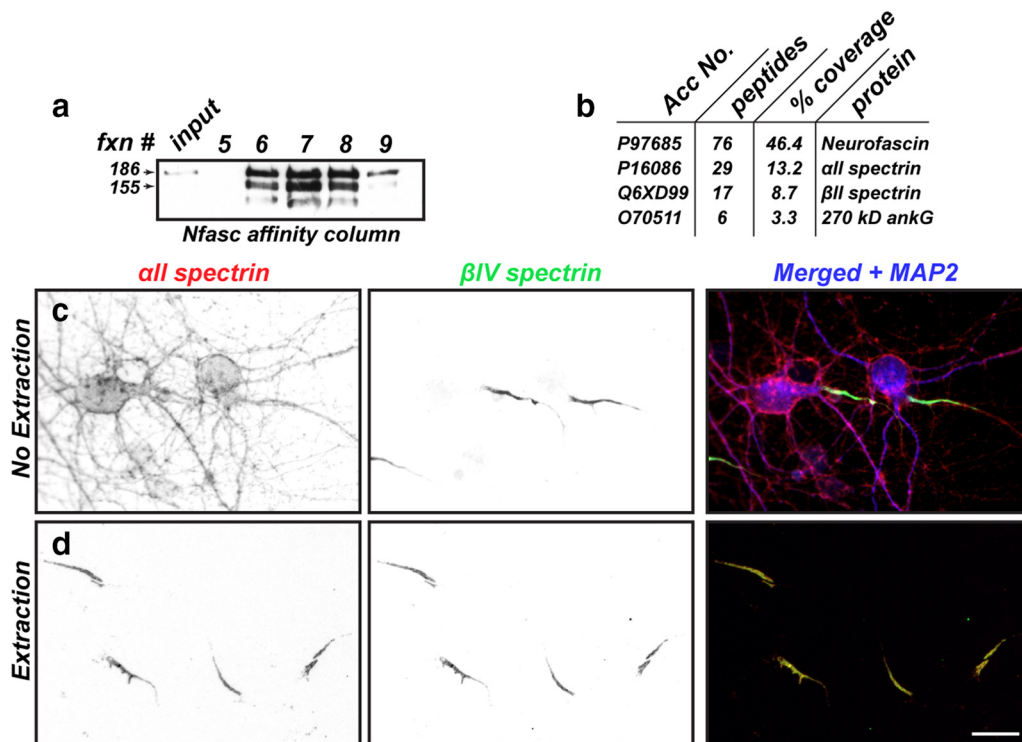 a
fxn # input 5 6 7 8 9
186
155
Nfasc affinity column
b
Acc No. peptides % coverage protein
P97685 76 46.4 Neurofascin
P16086 29 13.2 αII spectrin
Q6XD99 17 8.7 βII spectrin
O70511 6 3.3 270 kD ankG
αII spectrin βIV spectrin Merged + MAP2
No Extraction
c
Extraction
d